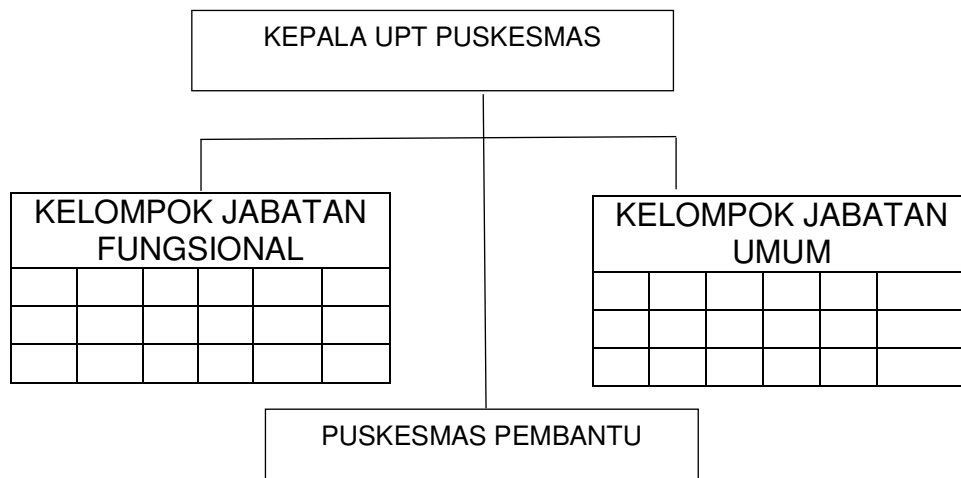 KEPALA UPT PUSKESMAS
KELOMPOK JABATAN
FUNGSIONAL
KELOMPOK JABATAN
UMUM
PUSKESMAS PEMBANTU